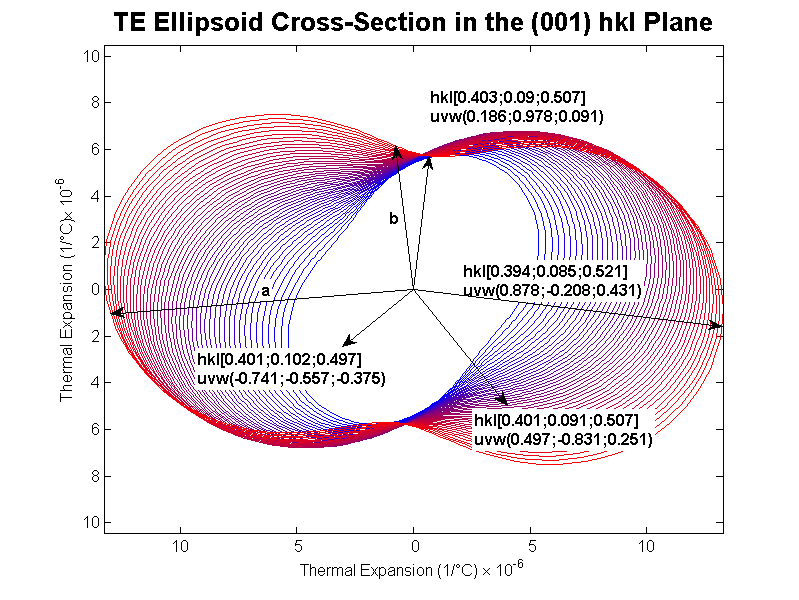 TE Ellipsoid Cross-Section in the (001) hkl Plane
10
8
6
4
2
0
2
4
6
8
10
Thermal Expansion (1/°C)× 10-6
hkl[0.403;0.09;0.507]
uvw(0.186;0.978;0.091)
b
hkl[0.394;0.085;0.521]
uvw(0.878;-0.208;0.431)
a
hkl[0.401;0.102;0.497]
uvw(-0.741;-0.557;-0.375)
hkl[0.401;0.091;0.507]
uvw(0.497;-0.831;0.251)
10 5 0 5 10
Thermal Expansion (1/°C) × 10-6